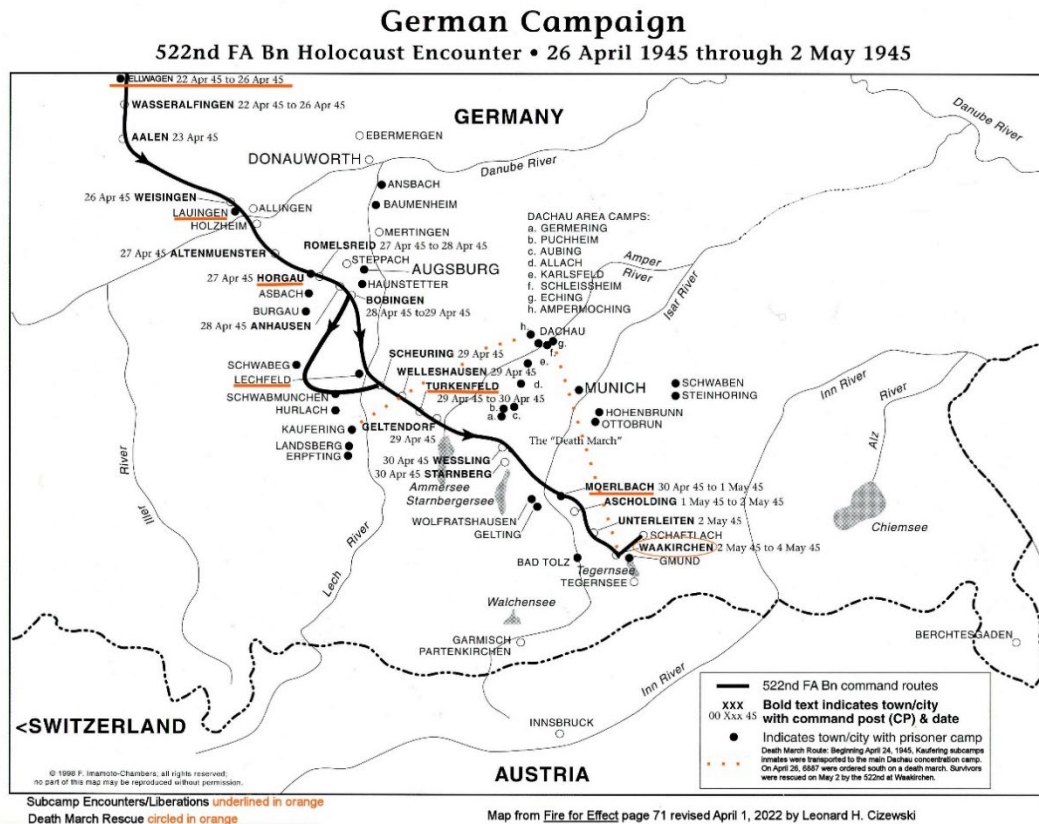 German Campaign
522nd FA Bn Holocaust Encounter • 26 April 1945 through 2 May 1945
ELLWAGEN 22 Apr 45 to 26 Apr 45
WASSERALFINGEN 22 Apr 45 to 26 Apr 45
AALEN 23 Apr 45
GERMANY
EBERMERGEN
DONAUWORTH
Danube River
Danube River
ANSBACH
BAUMENHEIM
26 Apr 45 WEISINGEN
LAUINGEN
ALLINGEN
HOLZHEIM
MERTINGEN
27 Apr 45 ALTENMUENSTER
ROMELSREID 27 Apr 45 to 28 Apr 45
STEPPACH
AUGSBURG
27 Apr 45 HORGAU
HAUNSTETTER
ASBACH
BOBINGEN
28 Apr 45 to29 Apr 45
BURGAU
28 Apr 45 ANHAUSEN
DACHAU AREA CAMPS:
a. GERMERING
b. PUCHHEIM
c. AUBING
d. ALLACH
e. KARLSFELD
f. SCHLEISSHEIM
g. ECHING
h. AMPERMOCHING
Amper
River
Isar River
h.
DACHAU
g.
f.
e.
d.
b.
a.
c.
SCHEURING 29 Apr 45
SCHWABEG
LECHFELD
WELLESHAUSEN 29 Apr 45
TURKENFELD
29 Apr 45 to 30 Apr 45
SCHWABMUNCHEN
HURLACH
KAUFERING
GELTENDORF
29 Apr 45
LANDSBERG
ERPFTING
MUNICH
SCHWABEN
STEINHORING
HOHENBRUNN
OTTOBRUN
The "Death March"
Inn River
Alz
River
Chiemsee
30 Apr 45 WESSLING
30 Apr 45 STARNBERG
Ammersee
Starnbergersee
MOERLBACH 30 Apr 45 to 1 May 45
ASCHOLDING 1 May 45 to 2 May 45
WOLFRATSHAUSEN
GELTING
UNTERLEITEN 2 May 45
SCHAFTLACH
WAAKIRCHEN 2 May 45 to 4 May 45
GMUND
BAD TOLZ
Tegernsee
TEGERNSEE
Iller
River
Lech
River
Walchensee
GARMISCH
PARTENKIRCHEN
BERCHTESGADEN
Inn River
<SWITZERLAND
INNSBRUCK
AUSTRIA
522nd FA Bn command routes
XXX
00 Xxx 45
Bold text indicates town/city
with command post (CP) & date
Indicates town/city with prisoner camp
Death March Route: Beginning April 24, 1945, Kaufering subcamps
inmates were transported to the main Dachau concentration camp.
On April 26, 6887 were ordered south on a death march. Survivors
were rescued on May 2 by the 522nd at Waakirchen.
© 1998 F. Imamoto-Chambers; all rights reserved;
no part of this map may be reproduced without permission.
Subcamp Encounters/Liberations underlined in orange
Death March Rescue circled in orange
Map from Fire for Effect page 71 revised April 1, 2022 by Leonard H. Cizewski